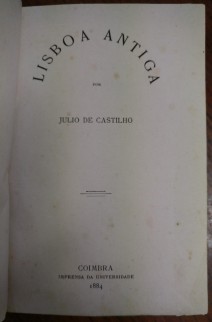 LISBOA ANTIGA
POR
JULIO DE CASTILHO
COIMBRA
IMPRENSA DA UNIVERSIDADE
1884